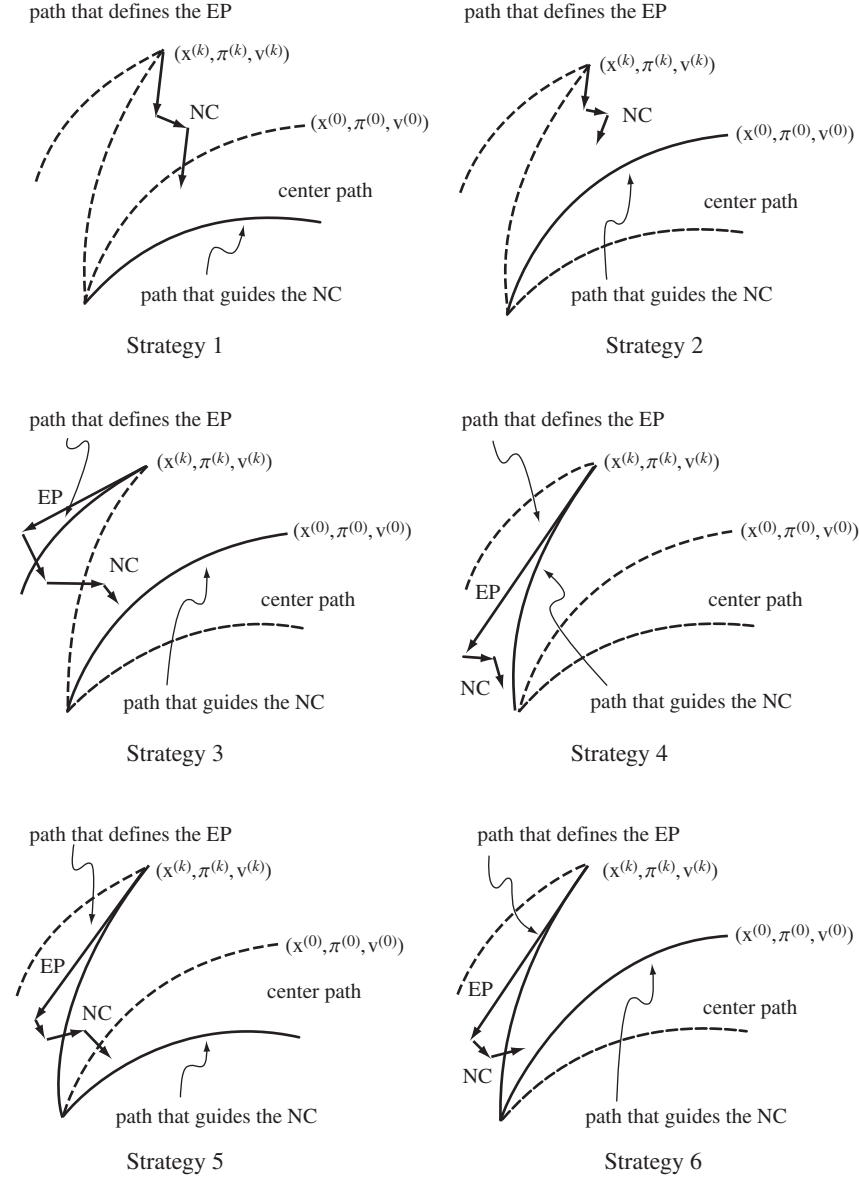 path that defines the EP
(x^(k), π^(k), v^(k))
NC
(x^(0), π^(0), v^(0))
center path
path that guides the NC
Strategy 1
path that defines the EP
(x^(k), π^(k), v^(k))
NC
(x^(0), π^(0), v^(0))
center path
path that guides the NC
Strategy 2
path that defines the EP
(x^(k), π^(k), v^(k))
EP
(x^(0), π^(0), v^(0))
NC
center path
path that guides the NC
Strategy 3
path that defines the EP
(x^(k), π^(k), v^(k))
(x^(0), π^(0), v^(0))
EP
center path
NC
path that guides the NC
Strategy 4
path that defines the EP
(x^(k), π^(k), v^(k))
(x^(0), π^(0), v^(0))
EP
center path
NC
path that guides the NC
Strategy 5
path that defines the EP
(x^(k), π^(k), v^(k))
(x^(0), π^(0), v^(0))
EP
center path
NC
path that guides the NC
Strategy 6